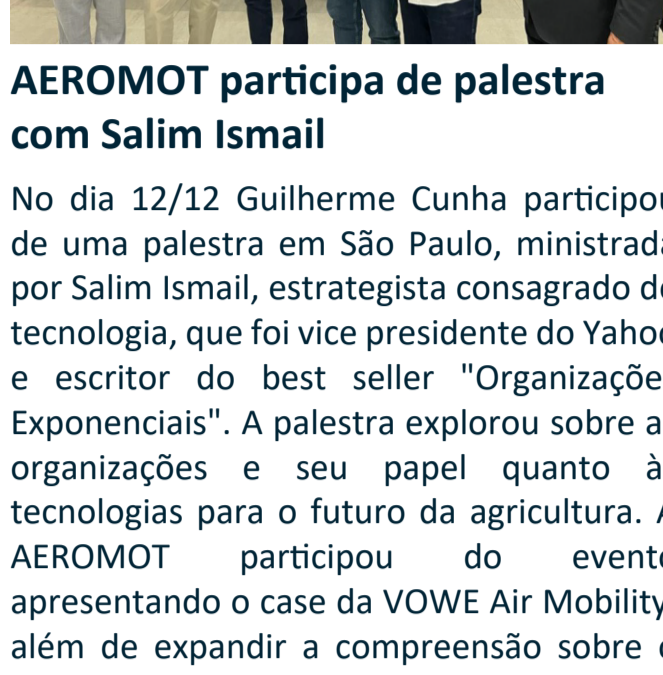 AEROMOT participa de palestra
com Salim Ismail
No dia 12/12 Guilherme Cunha participou
de uma palestra em São Paulo, ministrada
por Salim Ismail, estrategista consagrado de
tecnologia, que foi vice presidente do Yahoo
e escritor do best seller "Organizaçõe
Exponenciais". A palestra explorou sobre a
organizações e seu papel quanto à
tecnologias para o futuro da agricultura. A
AEROMOT participou do evento
apresentando o case da VOWE Air Mobility,
além de expandir a compreensão sobre